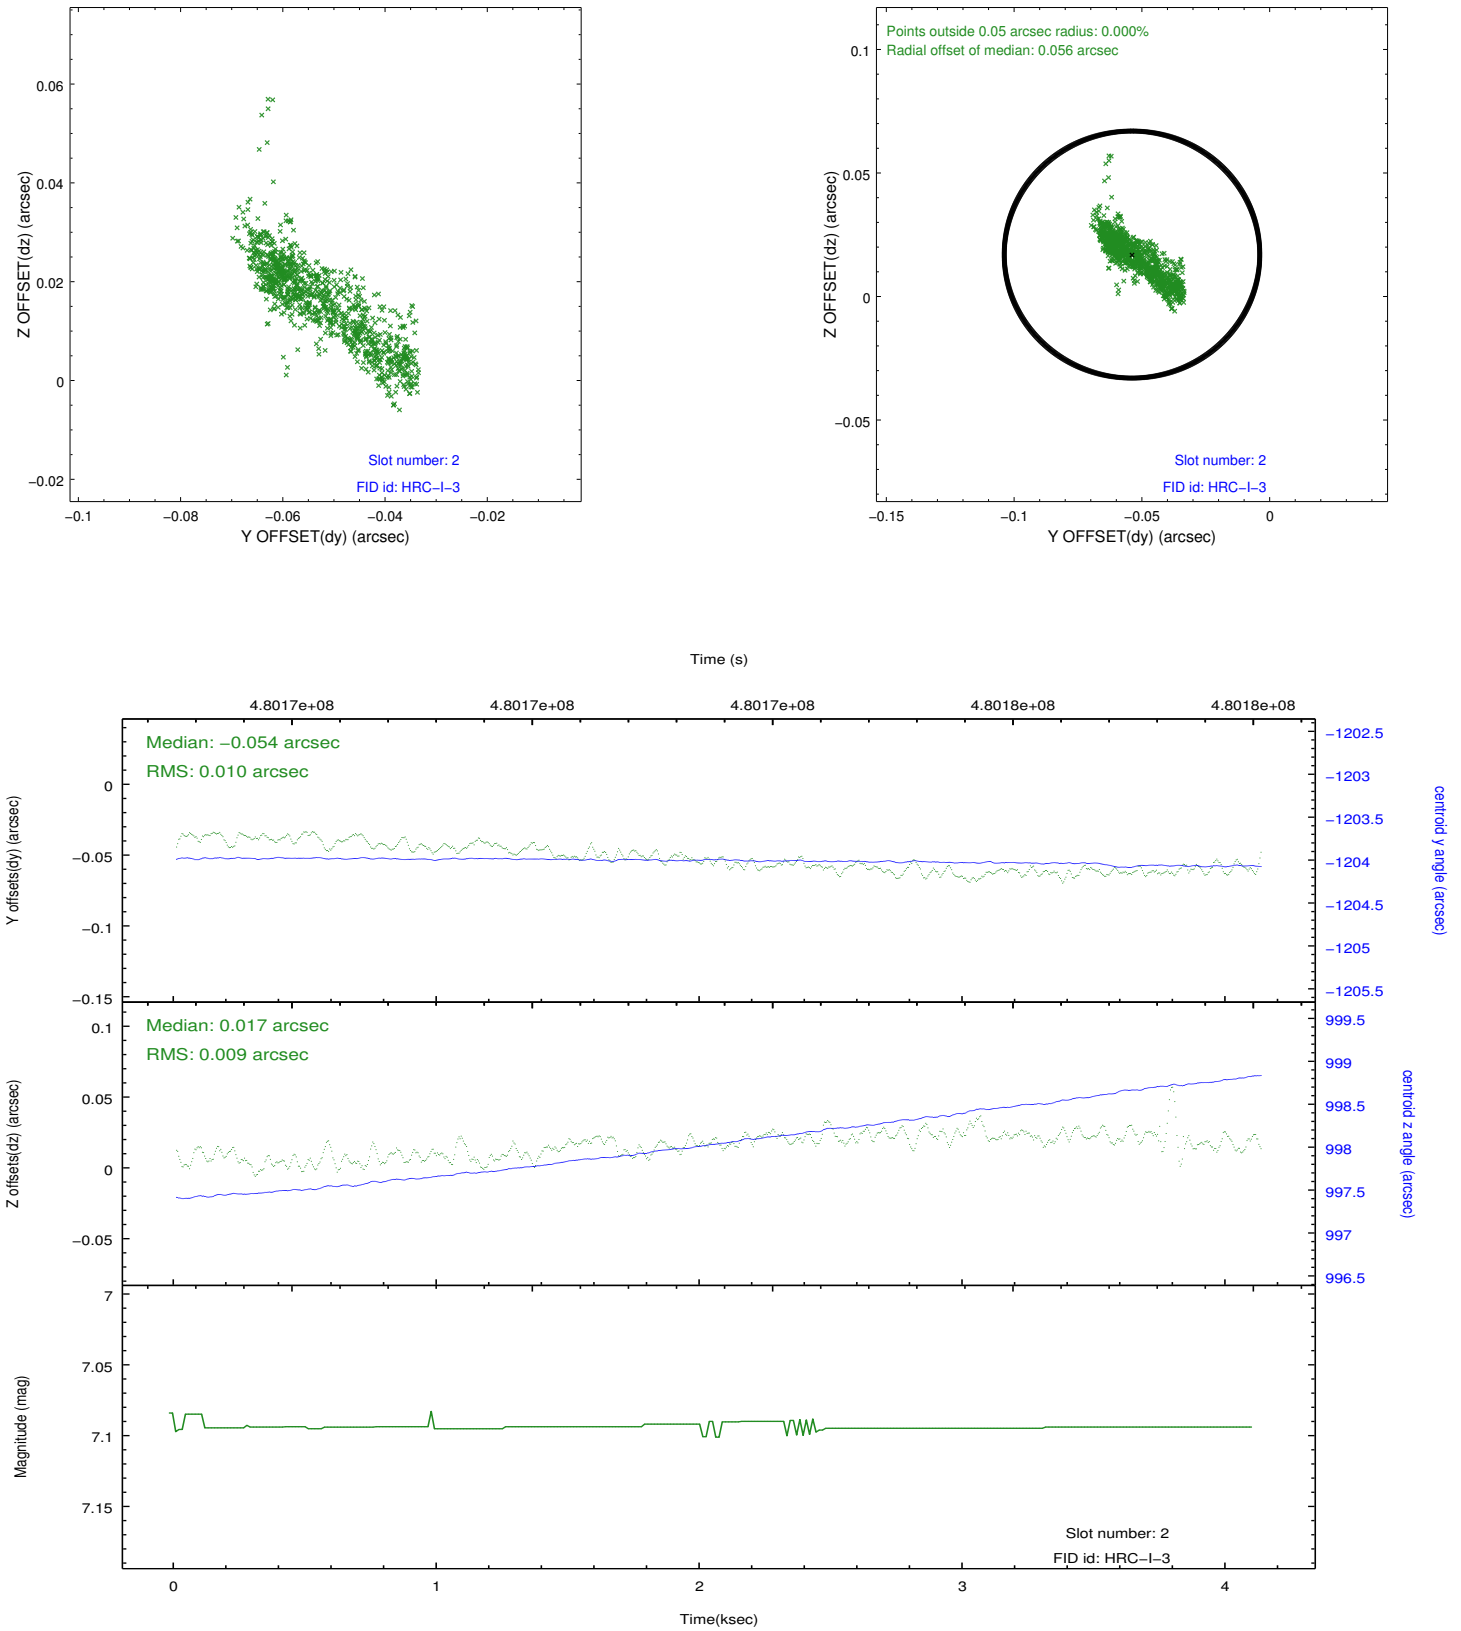 0.06
0.04
0.02
0
−0.02
Z OFFSET(dz) (arcsec)
Slot number: 2
FID id: HRC−I−3
−0.1 −0.08 −0.06 −0.04 −0.02
Y OFFSET(dy) (arcsec)
Points outside 0.05 arcsec radius: 0.000%
Radial offset of median: 0.056 arcsec
0.1
0.05
0
−0.05
Z OFFSET(dz) (arcsec)
Slot number: 2
FID id: HRC−I−3
−0.15 −0.1 −0.05 0
Y OFFSET(dy) (arcsec)
Time (s)
4.8017e+08 4.8017e+08 4.8017e+08 4.8018e+08 4.8018e+08
Median: −0.054 arcsec
RMS: 0.010 arcsec
0
−0.05
−0.1
−0.15
Y offsets(dy) (arcsec)
−1202.5
−1203
−1203.5
−1204
−1204.5
−1205
−1205.5
centroid y angle (arcsec)
Median: 0.017 arcsec
RMS: 0.009 arcsec
0.1
0.05
0
−0.05
Z offsets(dz) (arcsec)
999.5
999
998.5
998
997.5
997
996.5
centroid z angle (arcsec)
7
7.05
7.1
7.15
Magnitude (mag)
Slot number: 2
FID id: HRC−I−3
0 1 2 3 4
Time(ksec)